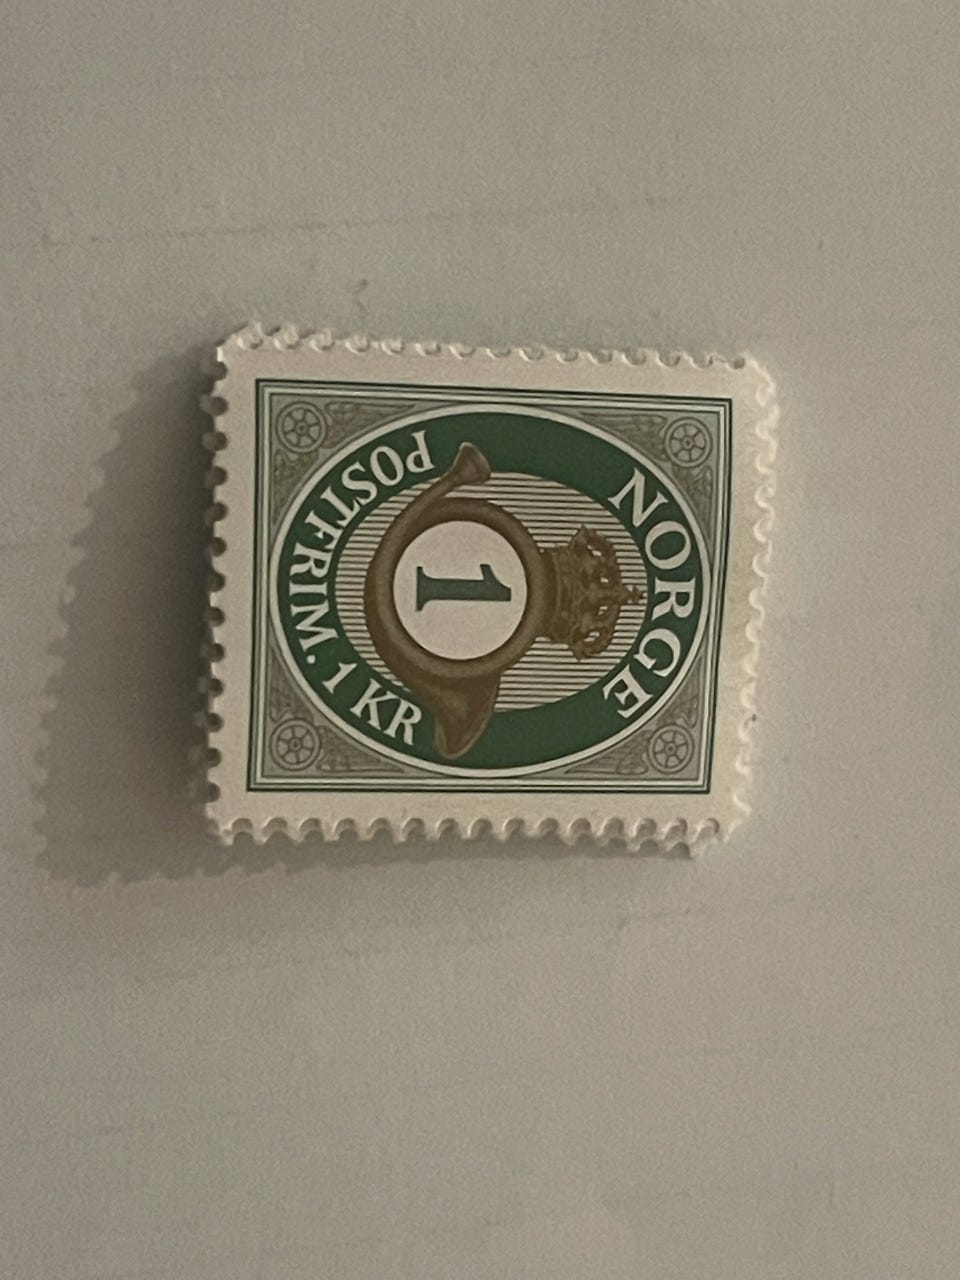 NORGE
1
POSTFRIM. 1 KR